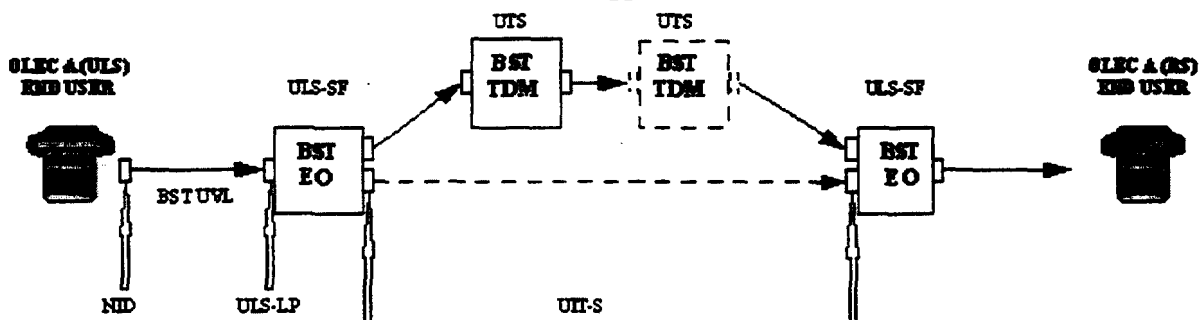 UTS
UTS
BST
TDM
BST
TDM
OLEC A (ULS)
END USER
ULS-SF
ULS-SF
OLEC A (RS)
END USER
BST
EO
BST
EO
BST UVL
NID
ULS-LP
UIT-S